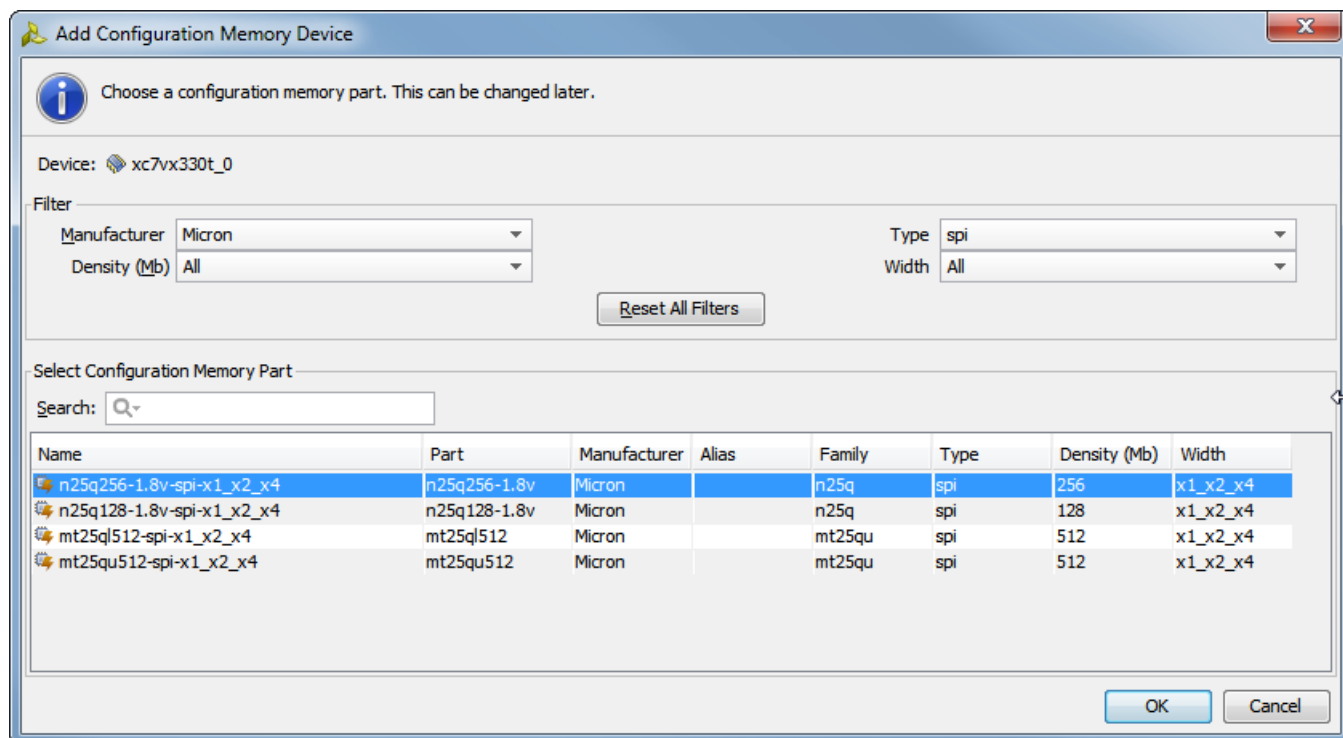 Add Configuration Memory Device
Choose a configuration memory part. This can be changed later.
Device: xc7vx330t_0
Filter
Manufacturer Micron Type spi
Density (Mb) All Width All
Reset All Filters
Select Configuration Memory Part
Search:
Name Part Manufacturer Alias Family Type Density (Mb) Width
n25q256-1.8v-spi-x1_x2_x4 n25q256-1.8v Micron n25q spi 256 x1_x2_x4
n25q128-1.8v-spi-x1_x2_x4 n25q128-1.8v Micron n25q spi 128 x1_x2_x4
mt25ql512-spi-x1_x2_x4 mt25ql512 Micron mt25qu spi 512 x1_x2_x4
mt25qu512-spi-x1_x2_x4 mt25qu512 Micron mt25qu spi 512 x1_x2_x4
OK Cancel